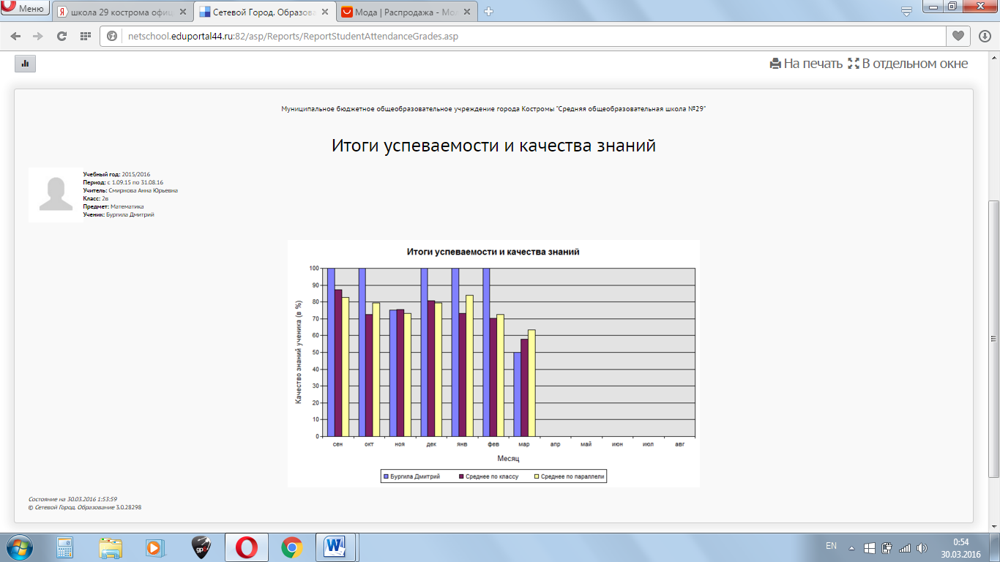 Меню
школа 29 кострома офиц
Сетевой Город. Образова
Мода | Распродажа - Мол
netschool.eduportal44.ru:82/asp/Reports/ReportStudentAttendanceGrades.asp
На печать В отдельном окне
Муниципальное бюджетное общеобразовательное учреждение города Костромы "Средняя общеобразовательная школа №29"
Итоги успеваемости и качества знаний
Учебный год: 2015/2016
Период: с 1.09.15 по 31.08.16
Учитель: Смирнова Анна Юрьевна
Класс: 2в
Предмет: Математика
Ученик: Бургила Дмитрий
Итоги успеваемости и качества знаний
Качество знаний ученика (в %)
100
90
80
70
60
50
40
30
20
10
0
сен окт ноя дек янв фев мар апр май июн июл авг
Месяц
Бургила Дмитрий Среднее по классу Среднее по параллели
Состояние на 30.03.2016 1:53:59
© Сетевой Город. Образование 3.0.28298
EN
0:54
30.03.2016